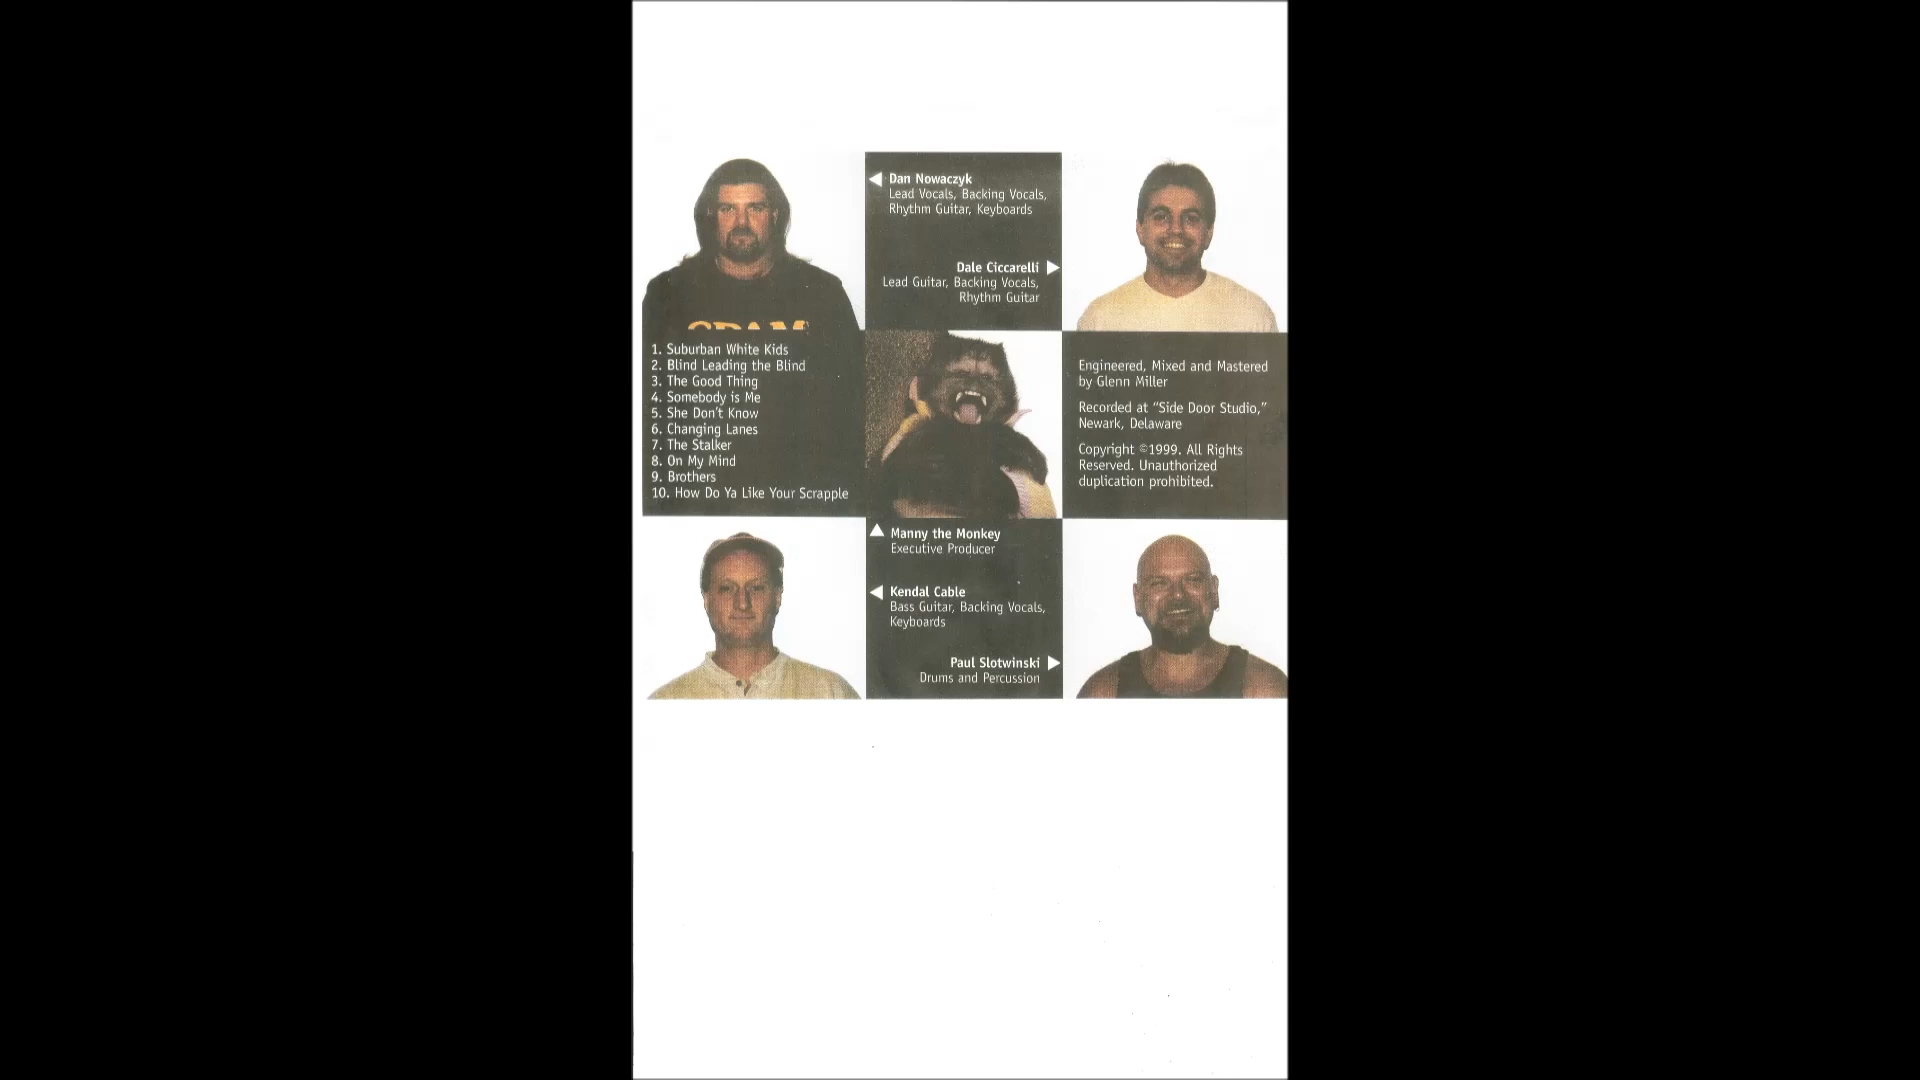 Dan Nowaczyk
Lead Vocals, Backing Vocals,
Rhythm Guitar, Keyboards
Dale Ciccarelli
Lead Guitar, Backing Vocals,
Rhythm Guitar
SPAM
1. Suburban White Kids
2. Blind Leading the Blind
3. The Good Thing
4. Somebody is Me
5. She Don't Know
6. Changing Lanes
7. The Stalker
8. On My Mind
9. Brothers
10. How Do Ya Like Your Scrapple
Engineered, Mixed and Mastered
by Glenn Miller
Recorded at “Side Door Studio,”
Newark, Delaware
Copyright ©1999. All Rights
Reserved. Unauthorized
duplication prohibited.
Manny the Monkey
Executive Producer
Kendal Cable
Bass Guitar, Backing Vocals,
Keyboards
Paul Slotwinski
Drums and Percussion